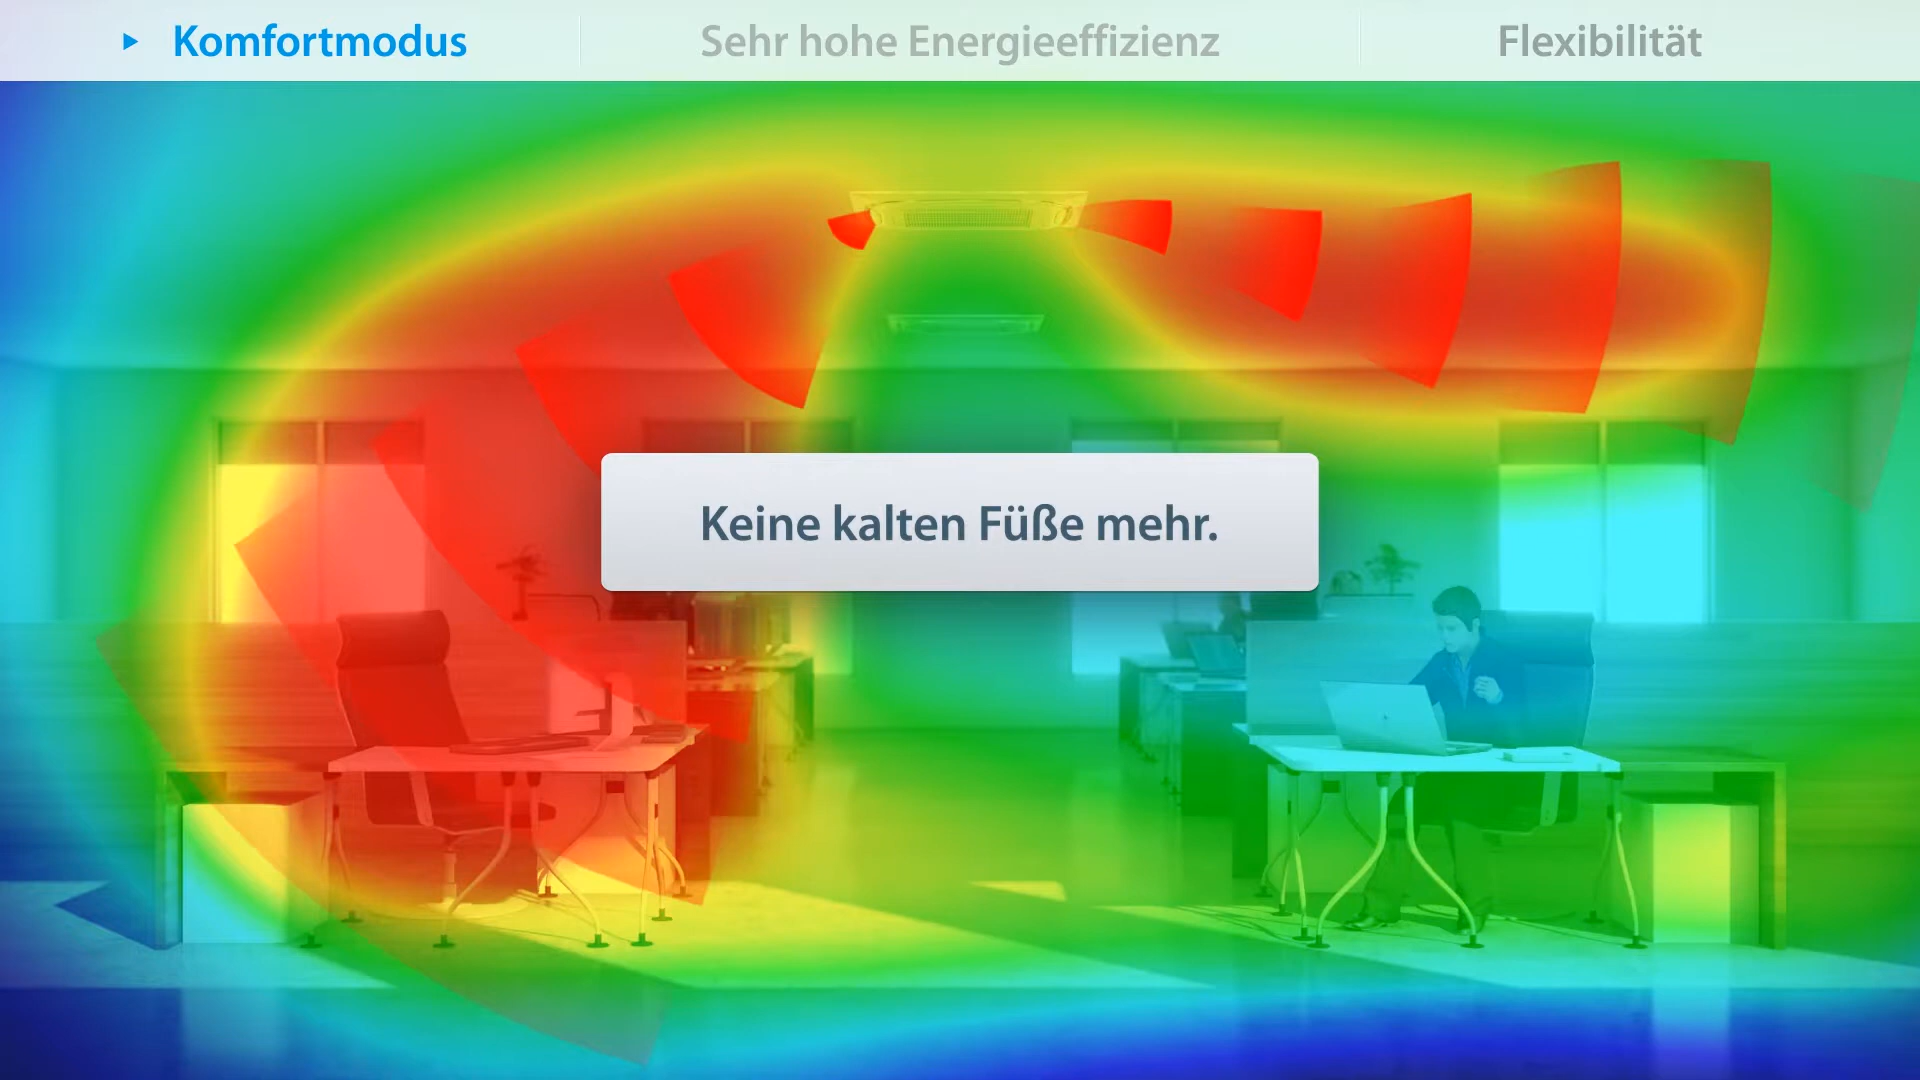 Komfortmodus
Sehr hohe Energieeffizienz
Flexibilität
Keine kalten Füße mehr.